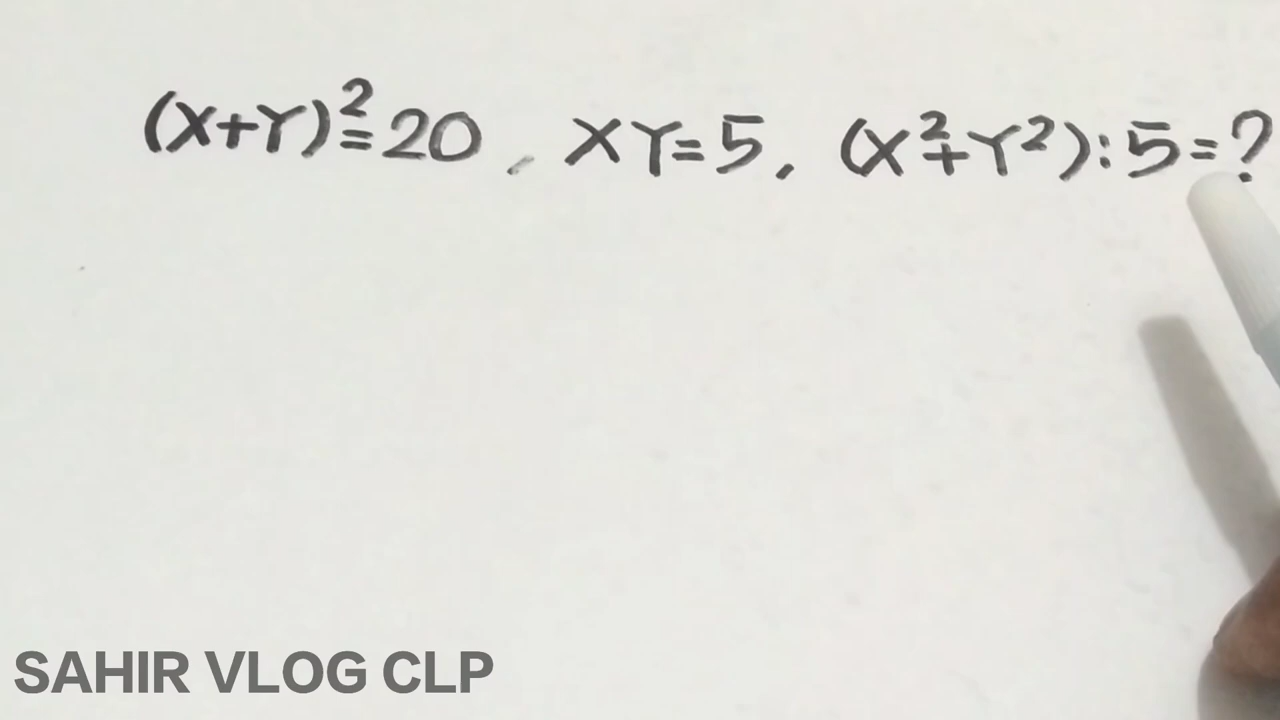 (X+Y)²=20, XY=5, (X²+Y²):5=?
SAHIR VLOG CLP